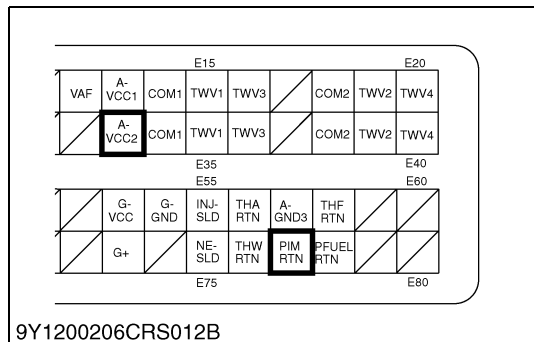 E15 E20
VAF A-VCC1 COM1 TWV1 TWV3 COM2 TWV2 TWV4
A-VCC2 COM1 TWV1 TWV3 COM2 TWV2 TWV4
E35 E40
E55 E60
G-VCC G-GND INJ-SLD THA RTN A-GND3 THF RTN
G+ NE-SLD THW RTN PIM RTN PFUEL RTN
E75 E80
9Y1200206CRS012B